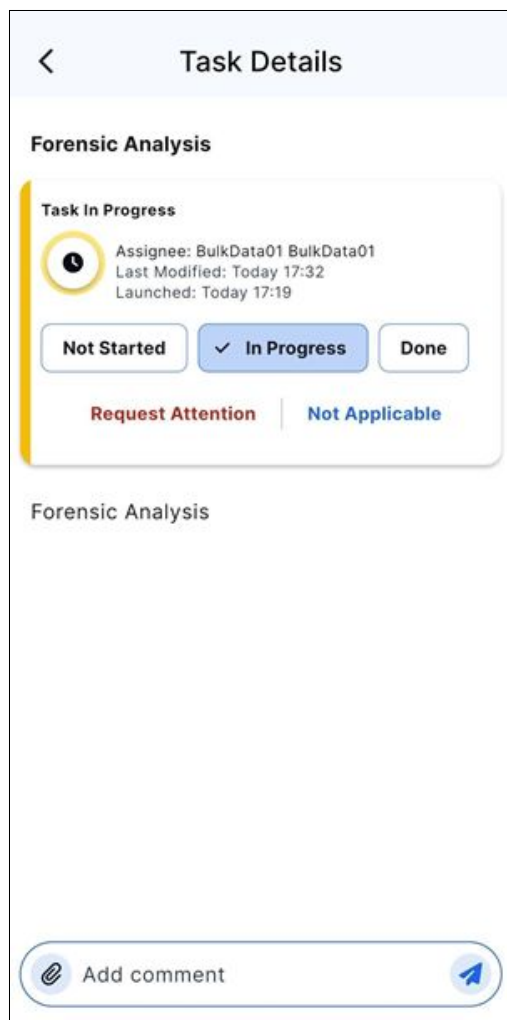 Task Details
Forensic Analysis
Task In Progress
Assignee: BulkData01 BulkData01
Last Modified: Today 17:32
Launched: Today 17:19
Not Started
In Progress
Done
Request Attention
Not Applicable
Forensic Analysis
Add comment